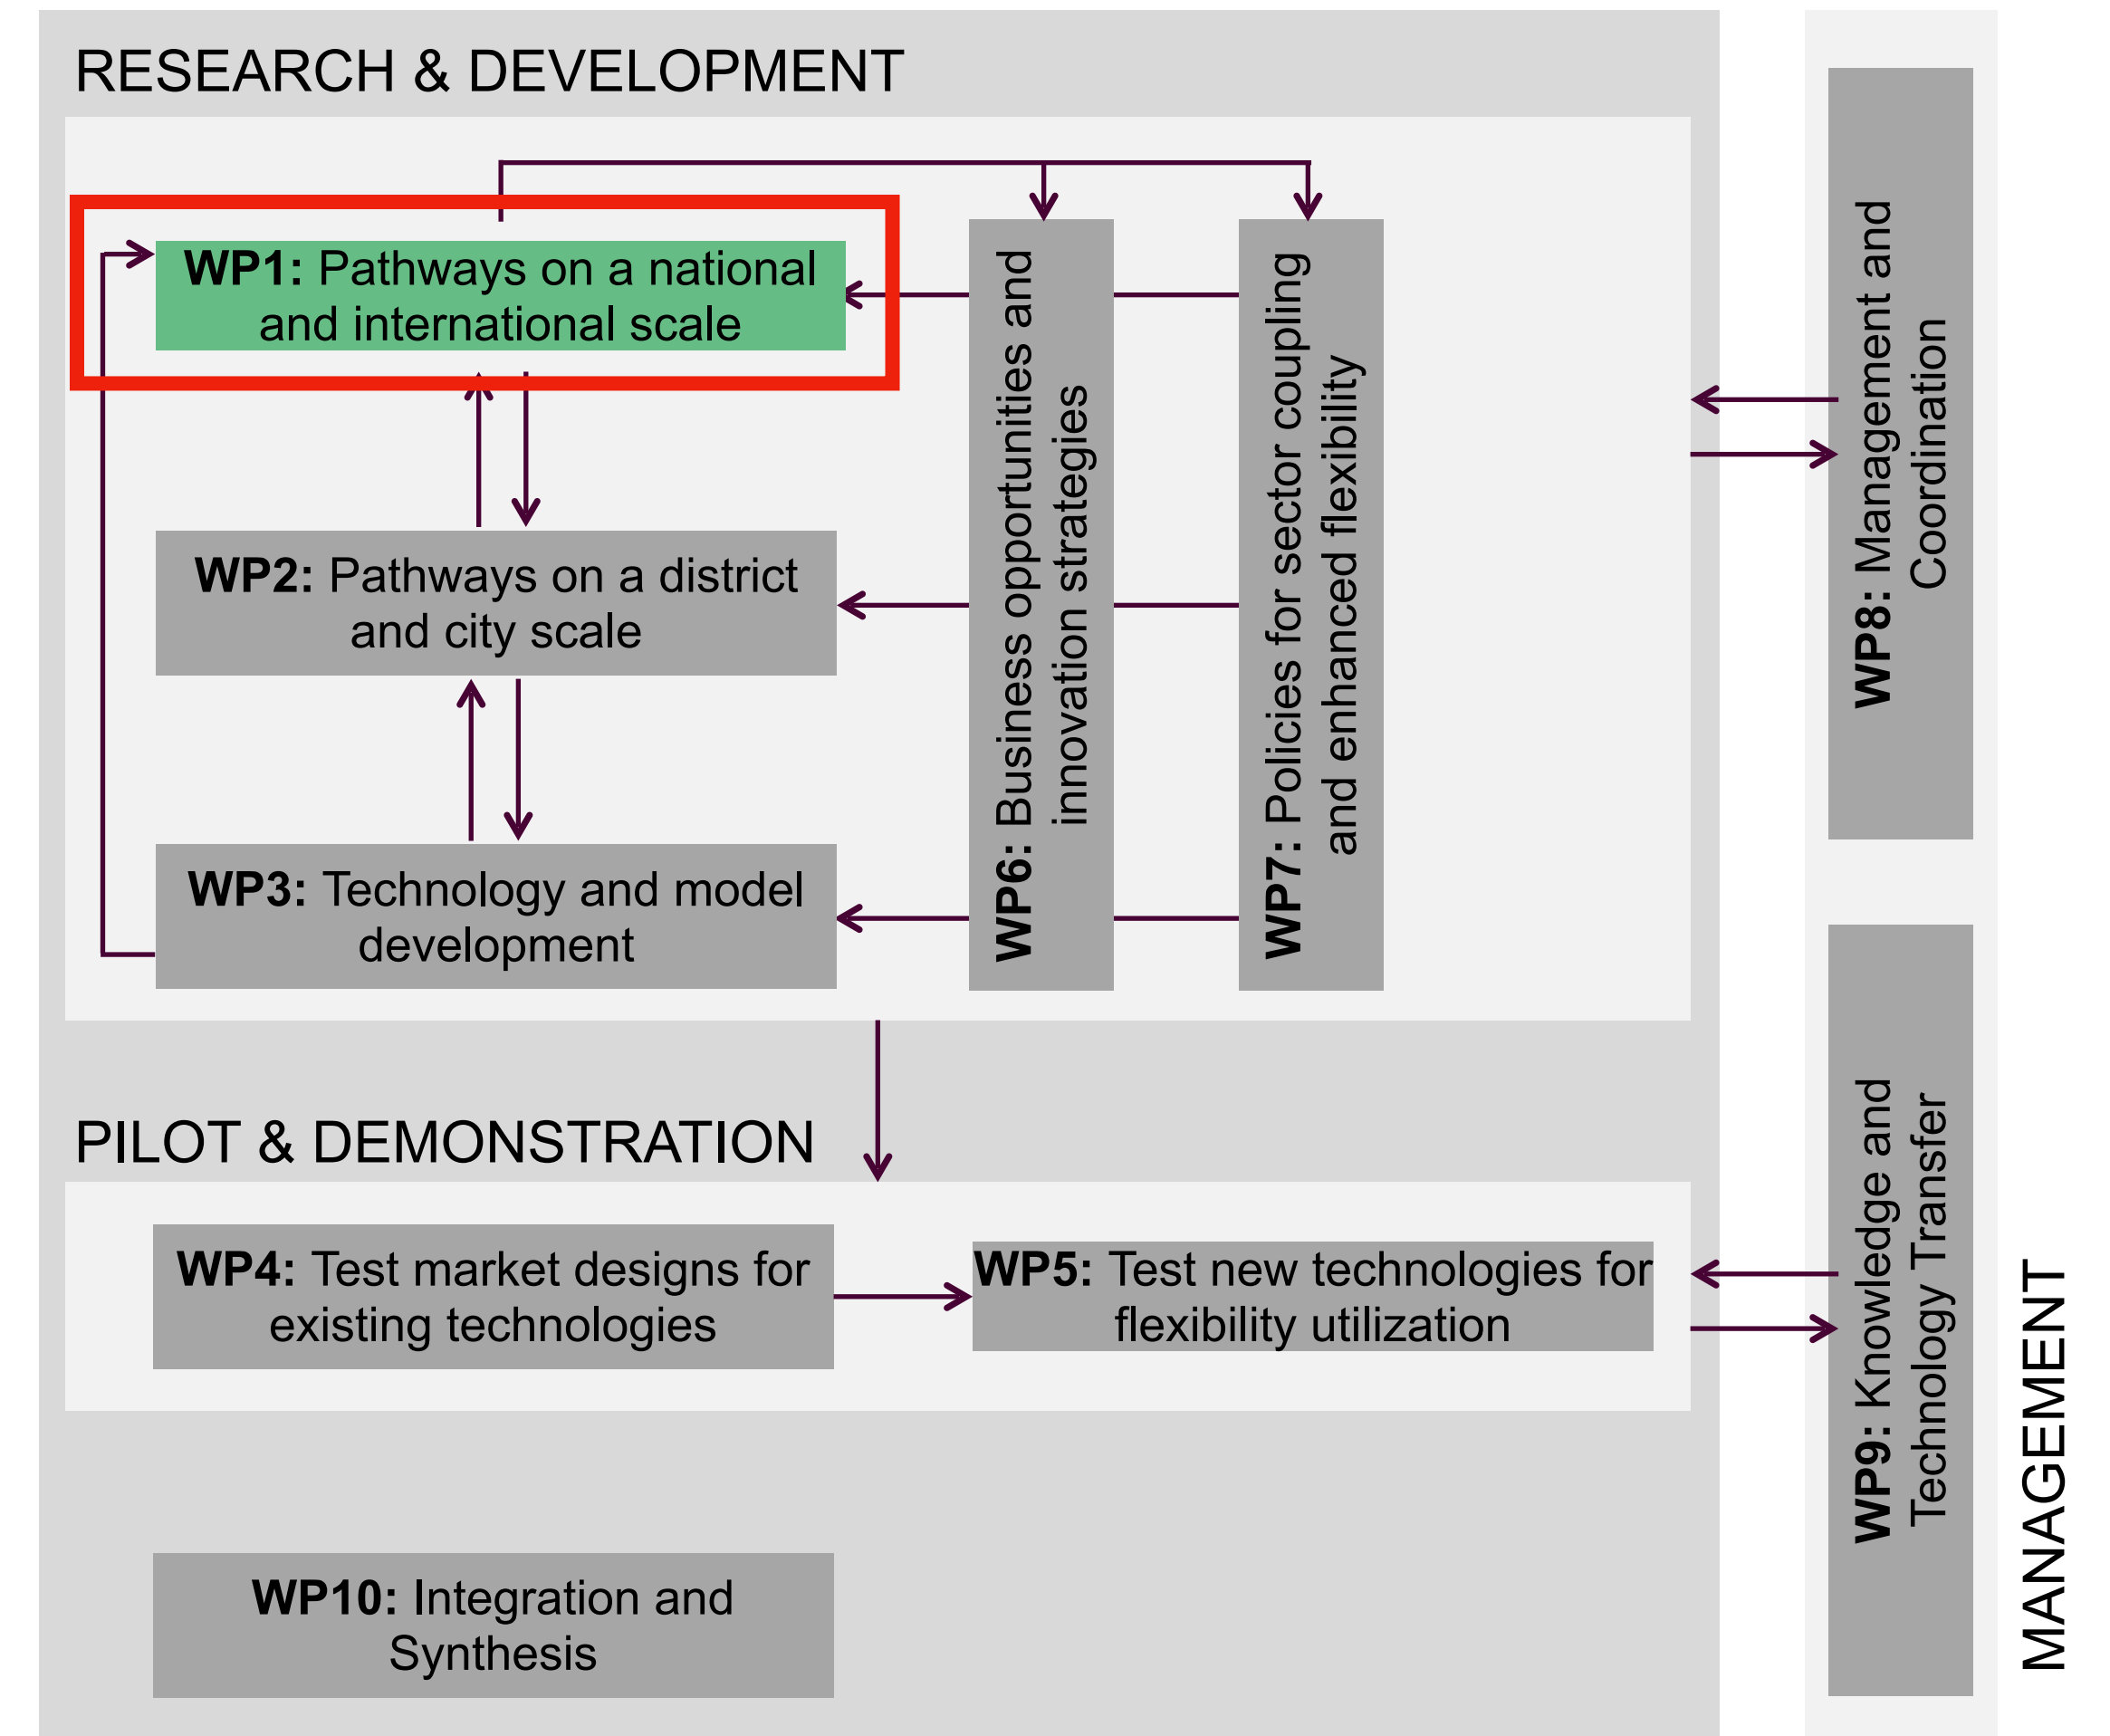 RESEARCH & DEVELOPMENT
WP1: Pathways on a national
and international scale
WP2: Pathways on a district
and city scale
WP3: Technology and model
development
WP6: Business opportunities and
innovation strategies
WP7: Policies for sector coupling
and enhanced flexibility
WP8: Management and
Coordination
PILOT & DEMONSTRATION
WP4: Test market designs for
existing technologies
WP5: Test new technologies for
flexibility utilization
WP9: Knowledge and
Technology Transfer
MANAGEMENT
WP10: Integration and
Synthesis